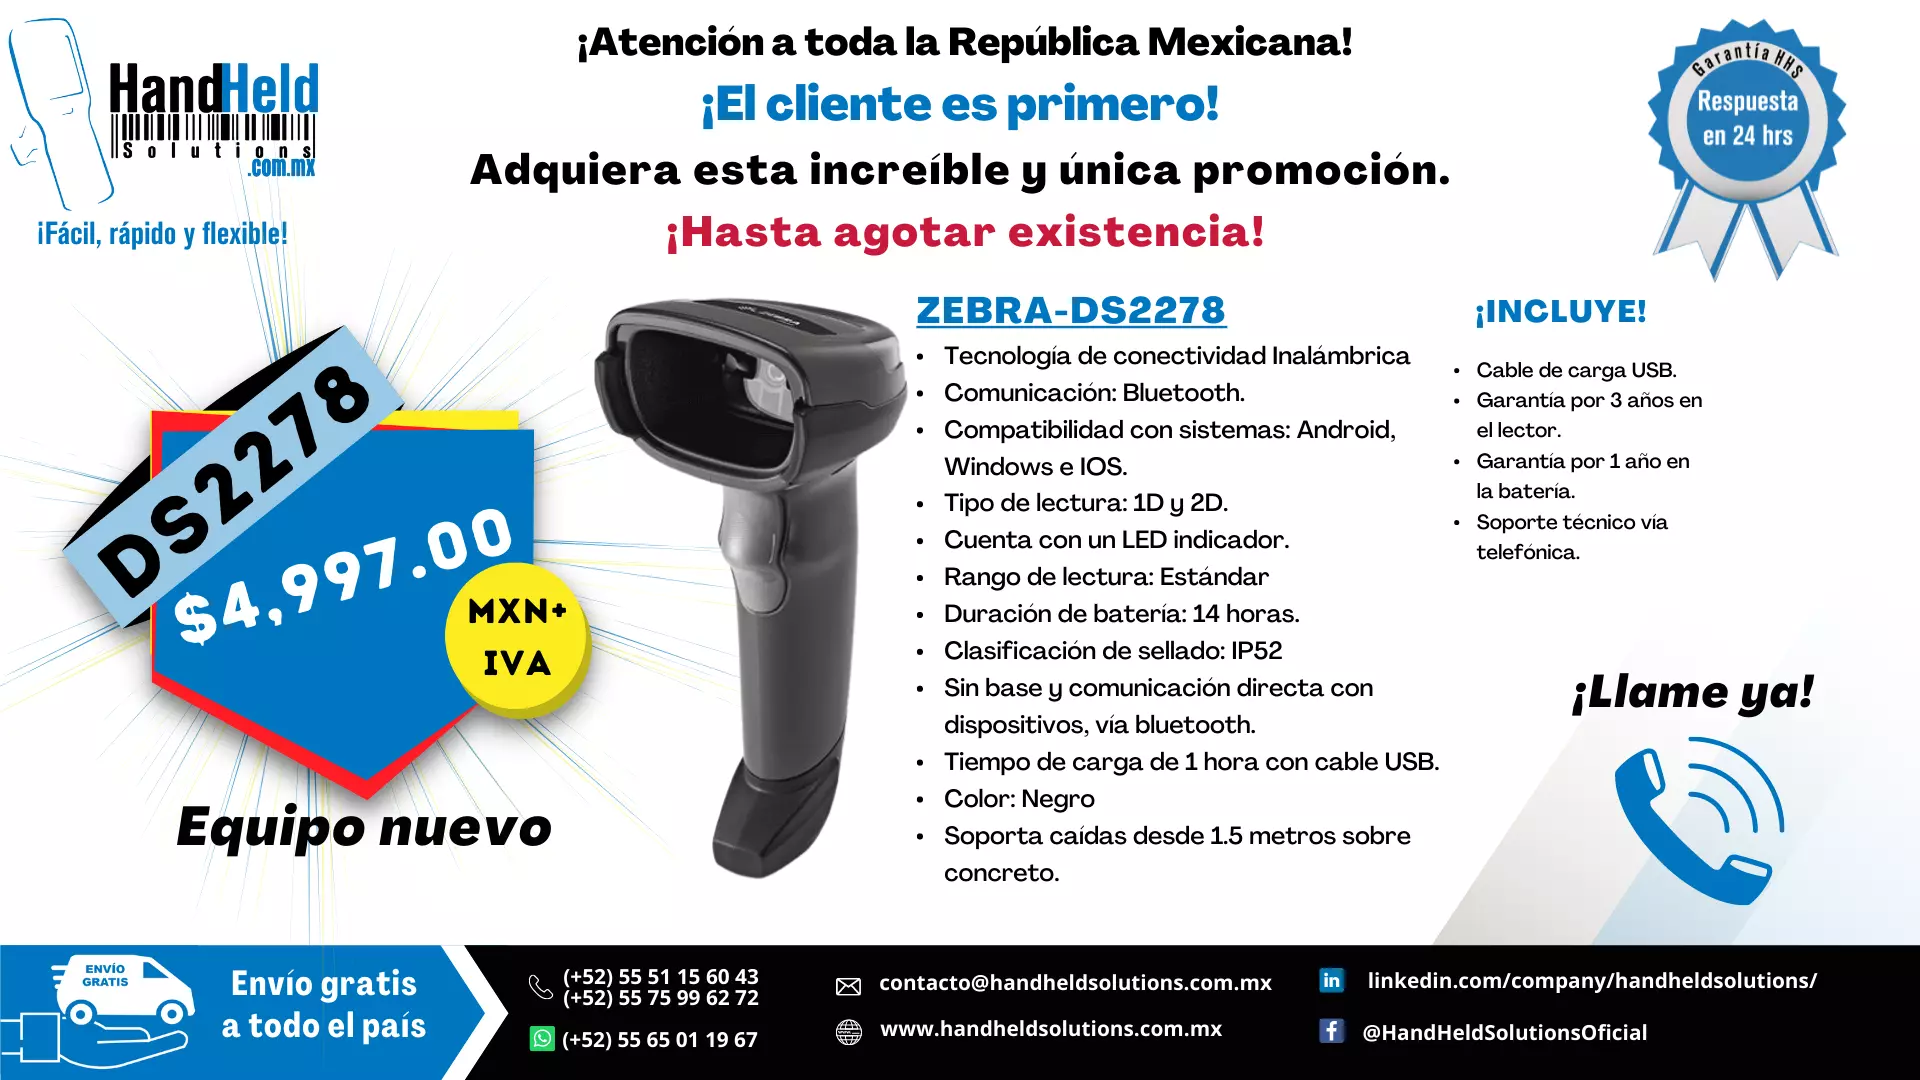 HandHeld
Solutions
.com.mx
¡Fácil, rápido y flexible!
¡Atención a toda la República Mexicana!
¡El cliente es primero!
Adquiera esta increíble y única promoción.
¡Hasta agotar existencia!
Garantía HHS
Respuesta
en 24 hrs
DS2278
$4,997.00
MXN+
IVA
Equipo nuevo
ZEBRA-DS2278
• Tecnología de conectividad Inalámbrica
• Comunicación: Bluetooth.
• Compatibilidad con sistemas: Android,
Windows e IOS.
• Tipo de lectura: 1D y 2D.
• Cuenta con un LED indicador.
• Rango de lectura: Estándar
• Duración de batería: 14 horas.
• Clasificación de sellado: IP52
• Sin base y comunicación directa con
dispositivos, vía bluetooth.
• Tiempo de carga de 1 hora con cable USB.
• Color: Negro
• Soporta caídas desde 1.5 metros sobre
concreto.
¡INCLUYE!
• Cable de carga USB.
• Garantía por 3 años en
el lector.
• Garantía por 1 año en
la batería.
• Soporte técnico vía
telefónica.
¡Llame ya!
ENVÍO
GRATIS
Envío gratis
a todo el país
(+52) 55 51 15 60 43
(+52) 55 75 99 62 72
(+52) 55 65 01 19 67
contacto@handheldsolutions.com.mx
www.handheldsolutions.com.mx
linkedin.com/company/handheldsolutions/
@HandHeldSolutionsOficial